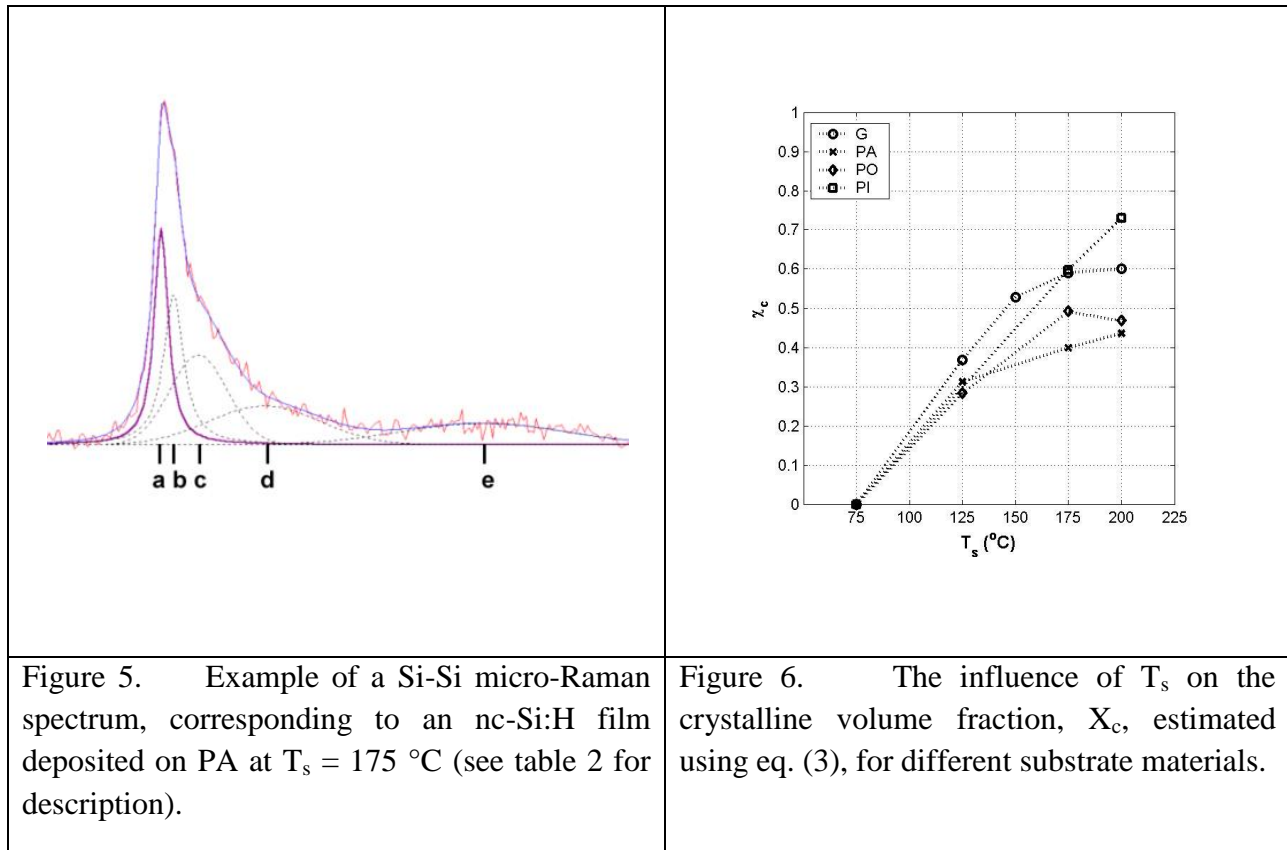 a b c d e
1
0.9
0.8
0.7
0.6
0.5
0.4
0.3
0.2
0.1
0
χc
G
PA
PO
PI
75 100 125 150 175 200 225
Ts (°C)
Figure 5. Example of a Si-Si micro-Raman
spectrum, corresponding to an nc-Si:H film
deposited on PA at Ts = 175 °C (see table 2 for
description).
Figure 6. The influence of Ts on the
crystalline volume fraction, Xc, estimated
using eq. (3), for different substrate materials.